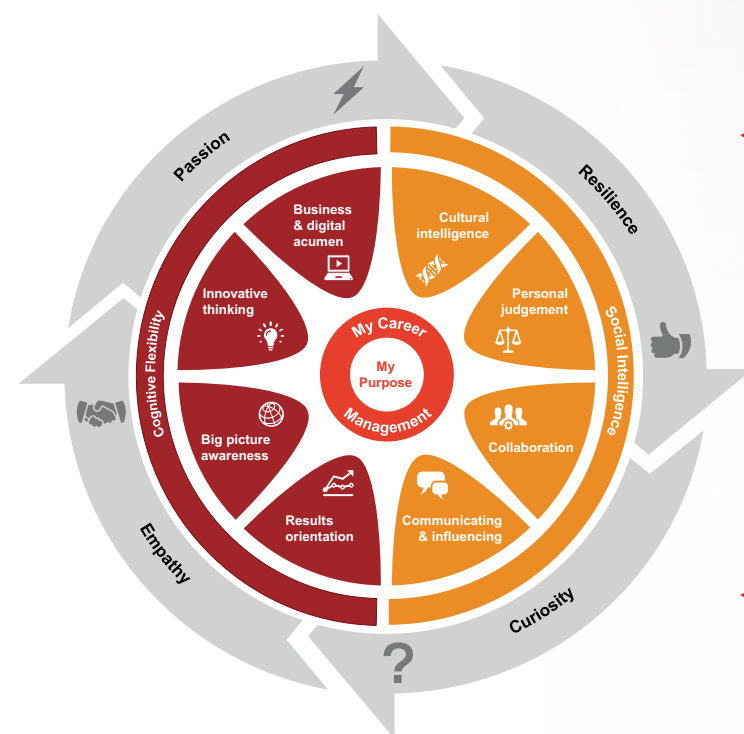 Passion
Resilience
Business
& digital
acumen
Cultural
intelligence
Innovative
thinking
Personal
judgement
Cognitive Flexibility
My Career
My
Purpose
Management
Social Intelligence
Big picture
awareness
Collaboration
Results
orientation
Communicating
& influencing
Empathy
Curiosity
?